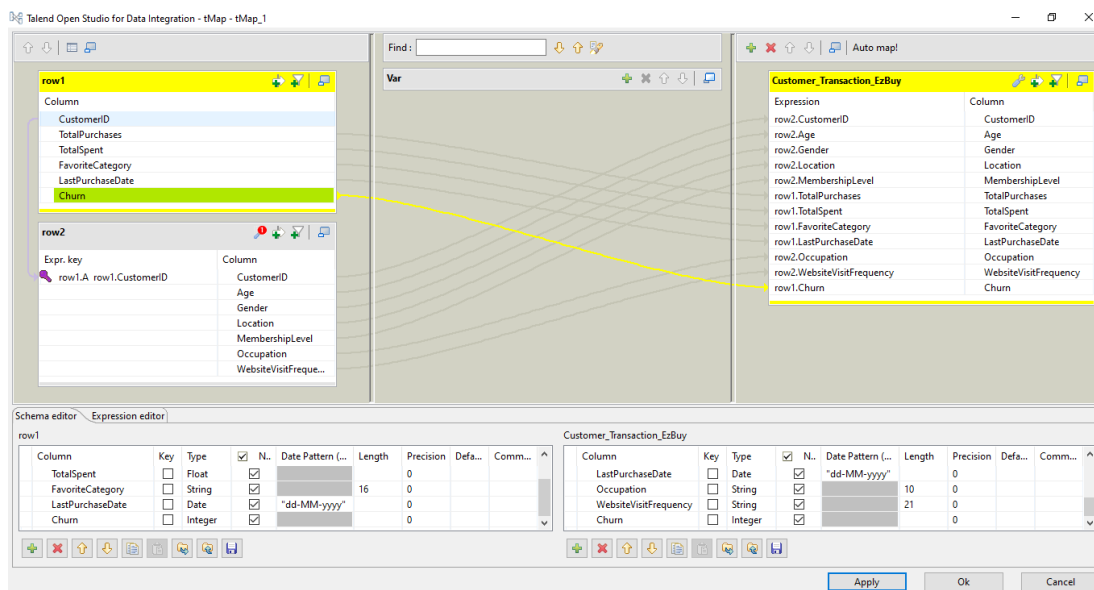 Talend Open Studio for Data Integration - tMap - tMap_1
Find :
Auto map!
row1
Column
CustomerID
TotalPurchases
TotalSpent
FavoriteCategory
LastPurchaseDate
Churn
row2
1
Expr. key Column
row1.A row1.CustomerID CustomerID
Age
Gender
Location
MembershipLevel
Occupation
WebsiteVisitFreque...
Var
Customer_Transaction_EzBuy
Expression Column
row2.CustomerID CustomerID
row2.Age Age
row2.Gender Gender
row2.Location Location
row2.MembershipLevel MembershipLevel
row1.TotalPurchases TotalPurchases
row1.TotalSpent TotalSpent
row1.FavoriteCategory FavoriteCategory
row1.LastPurchaseDate LastPurchaseDate
row2.Occupation Occupation
row2.WebsiteVisitFrequency WebsiteVisitFrequency
row1.Churn Churn
Schema editor Expression editor
row1
Column Key Type N.. Date Pattern (... Length Precision Defa... Comm...
TotalSpent Float 0
FavoriteCategory String 16 0
LastPurchaseDate Date "dd-MM-yyyy" 0
Churn Integer 0
Customer_Transaction_EzBuy
Column Key Type N.. Date Pattern (... Length Precision Defa... Comm...
LastPurchaseDate Date "dd-MM-yyyy" 0
Occupation String 10 0
WebsiteVisitFrequency String 21 0
Churn Integer 0
Apply Ok Cancel